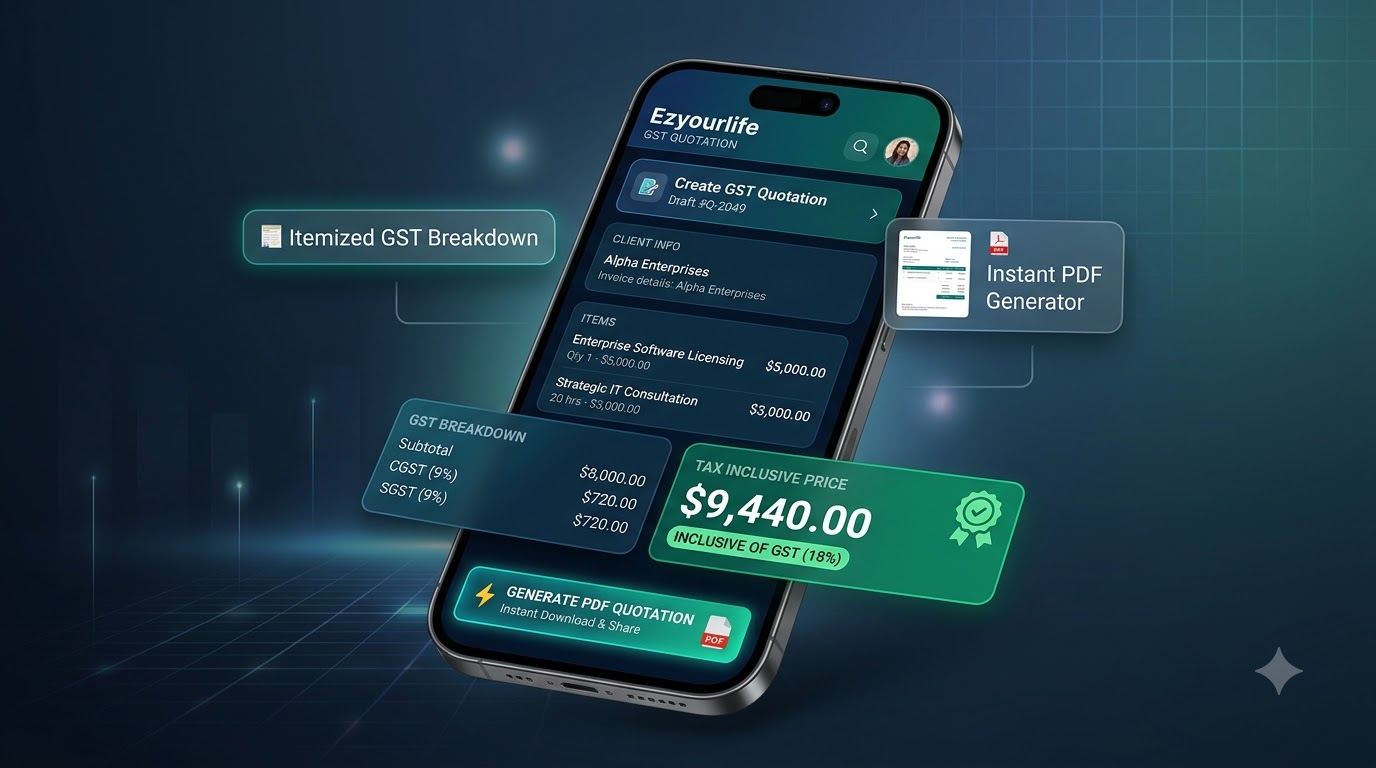 Ezyourlife
GST QUOTATION
Create GST Quotation
Draft #Q-2049
Itemized GST Breakdown
CLIENT INFO
Alpha Enterprises
Inveice details: Alpha Enterprises
Instant PDF
Generator
ITEMS
Enterprise Software Licensing $5,000.00
Qty 1 - $5,000.00
Strategic IT Consultation $3,000.00
20 hrs - $3,000.00
GST BREAKDOWN
Subtotal $8,000.00
CGST (9%) $720.00
SGST (9%) $720.00
TAX INCLUSIVE PRICE
$9,440.00
INCLUSIVE OF GST (18%)
GENERATE PDF QUOTATION
Instant Download & Share
PDF